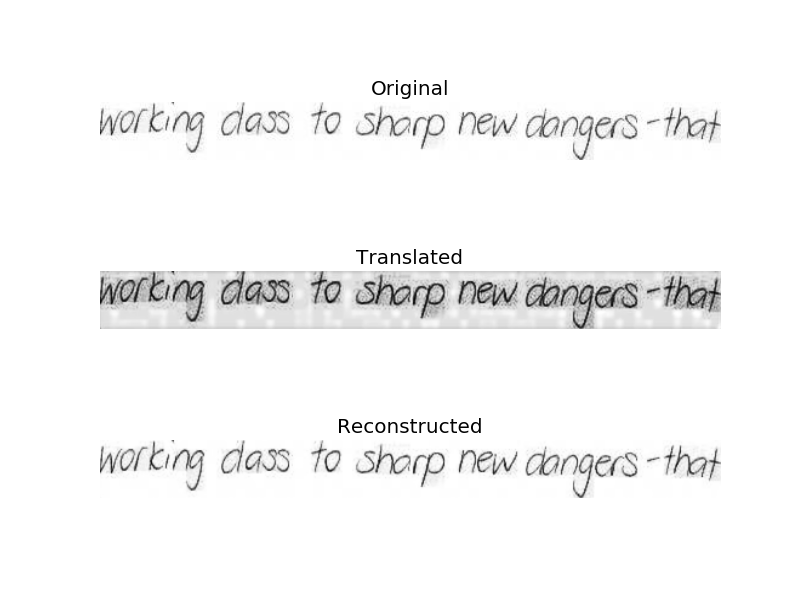 Original
working class to sharp new dangers - that
Translated
working class to sharp new dangers - that
Reconstructed
working class to sharp new dangers - that